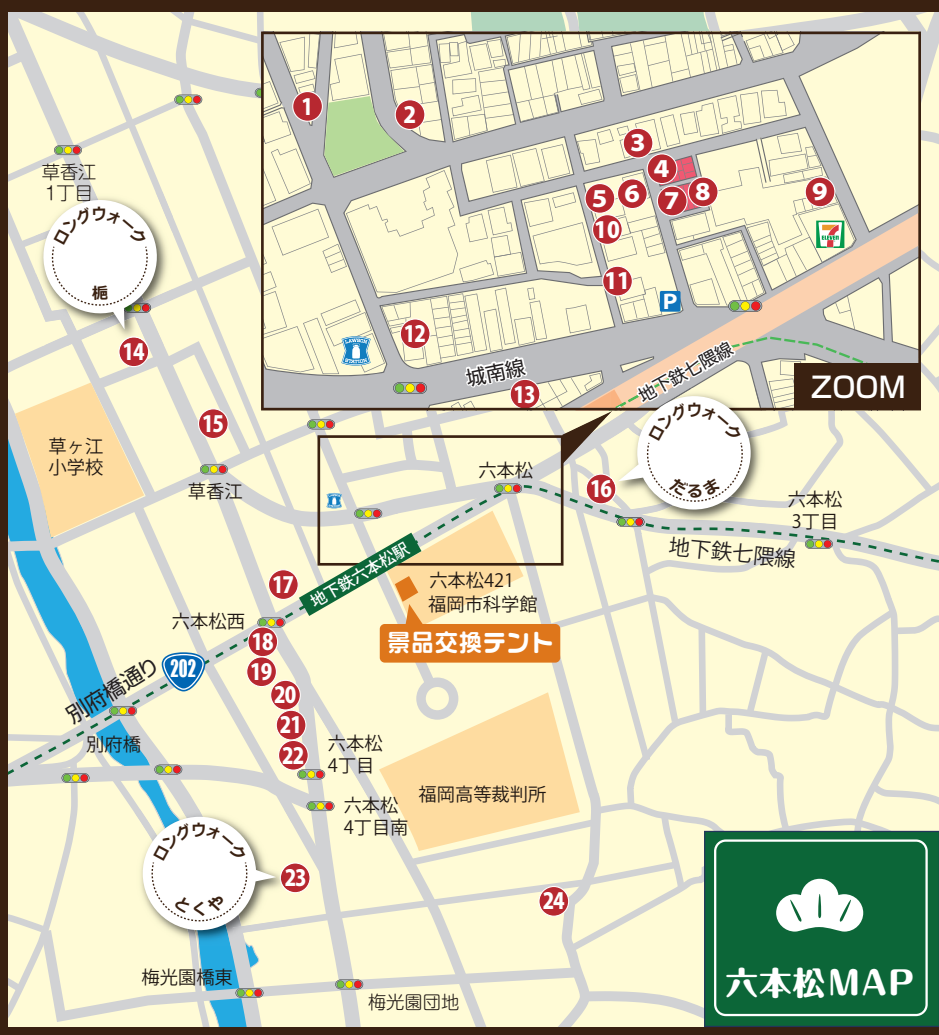 1
2
3
4
5
6
7
8
9
10
11
12
P
7
ELEVEN
LAWSON
STATION
城南線
13
地下鉄七隈線
ZOOM
草香江
1丁目
ロングウォーク
梔
14
15
草ヶ江
小学校
草香江
六本松
ロングウォーク
だるま
16
六本松
3丁目
地下鉄七隈線
地下鉄六本松駅
17
六本松421
福岡市科学館
景品交換テント
六本松西
18
19
20
21
22
202
別府橋通り
別府橋
六本松
4丁目
六本松
4丁目南
福岡高等裁判所
ロングウォーク
とくや
23
24
梅光園橋東
梅光園団地
六本松MAP